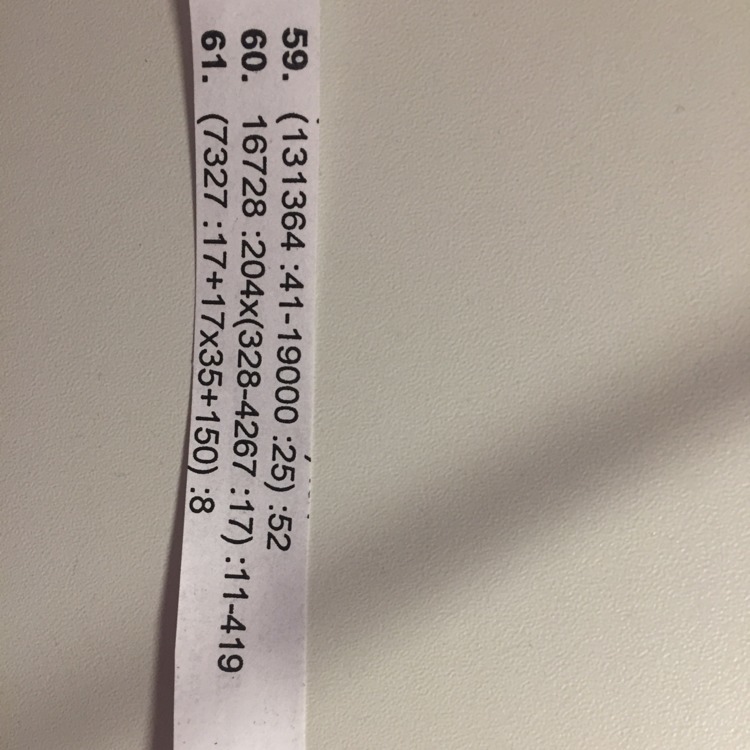 59. (131364 :41-19000 :25) :52
60. 16728 :204x(328-4267 :17) :11-419
61. (7327 :17+17x35+150) :8